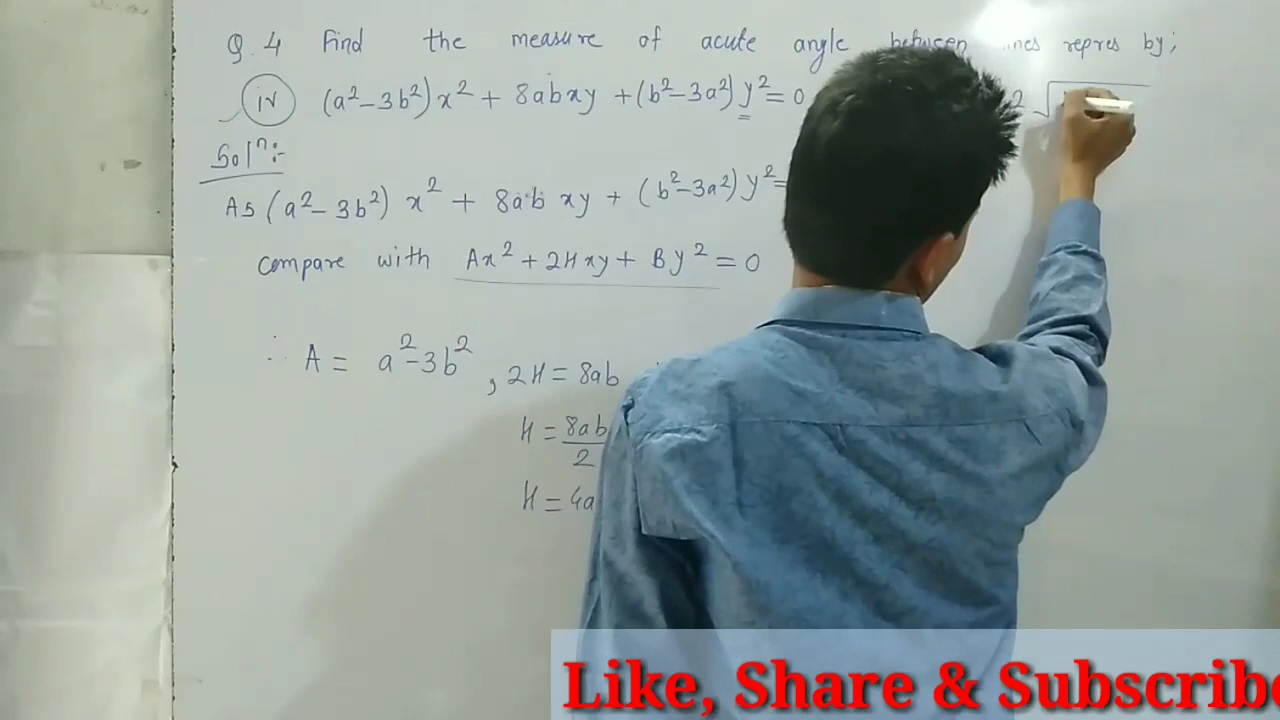 Q.4 Find the measure of acute angle between lines repres by;
iv (a²-3b²)x² + 8abxy + (b²-3a²)y² = 0 2√
Solⁿ:-
As (a²-3b²) x² + 8ab xy + (b²-3a²)y² =
compare with Ax² + 2Hxy + By² = 0
∴ A = a²-3b² , 2H = 8ab
H = 8ab/2
H = 4a
Like, Share & Subscribe